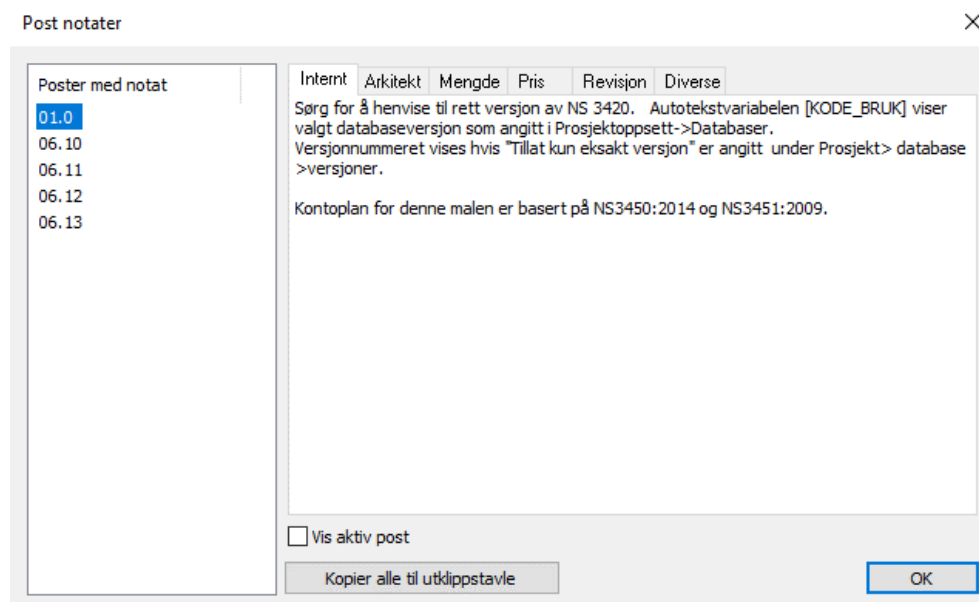 Post notater
Poster med notat
01.0
06.10
06.11
06.12
06.13
Internt Arkitekt Mengde Pris Revisjon Diverse
Sørg for å henvise til rett versjon av NS 3420. Autotekstvariabelen [KODE_BRUK] viser
valgt databaseversjon som angitt i Prosjektoppsett->Databaser.
Versjonnummeret vises hvis "Tillat kun eksakt versjon" er angitt under Prosjekt> database
>versjoner.
Kontoplan for denne malen er basert på NS3450:2014 og NS3451:2009.
Vis aktiv post
Kopier alle til utklippstavle
OK